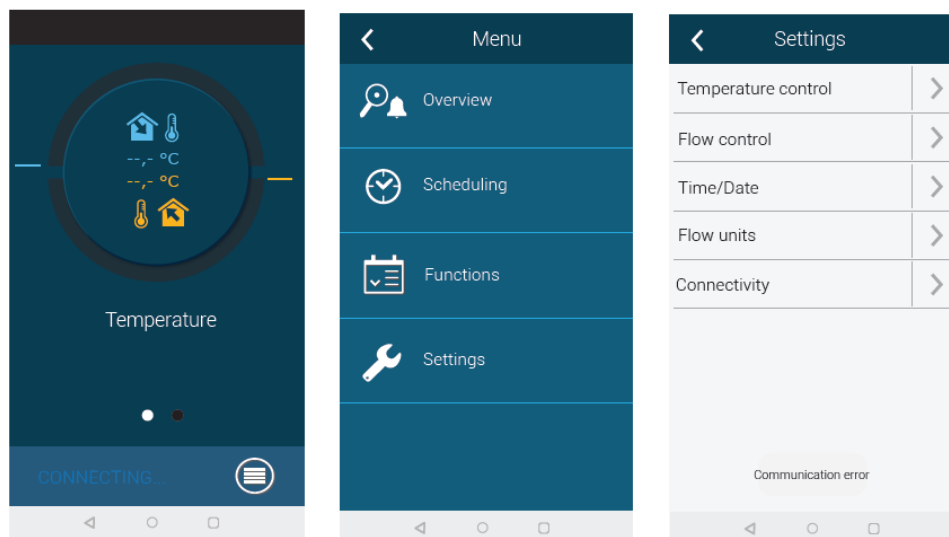 --,- °C
--,- °C
Temperature
CONNECTING...
Menu
Overview
Scheduling
Functions
Settings
Settings
Temperature control
Flow control
Time/Date
Flow units
Connectivity
Communication error